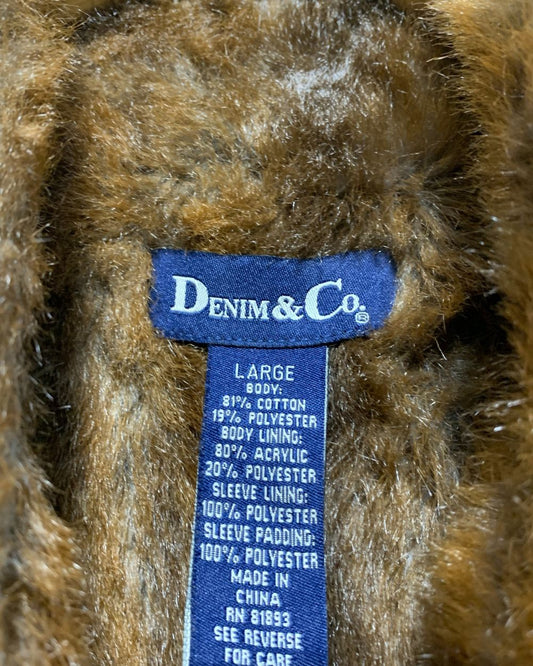 DENIM & CO.®
LARGE
BODY:
81% COTTON
19% POLYESTER
BODY LINING:
80% ACRYLIC
20% POLYESTER
SLEEVE LINING:
100% POLYESTER
SLEEVE PADDING:
100% POLYESTER
MADE IN
CHINA
RN 81893
SEE REVERSE
FOR CARE